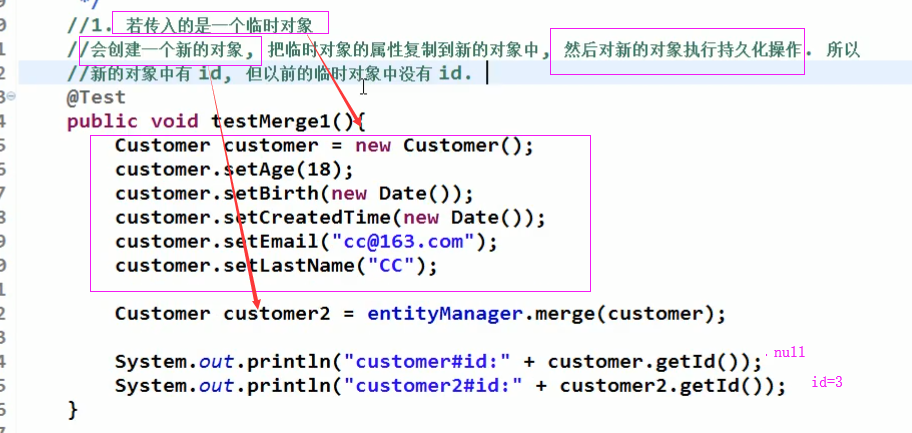 */
//1. 若传入的是一个临时对象
//会创建一个新的对象, 把临时对象的属性复制到新的对象中, 然后对新的对象执行持久化操作. 所以
//新的对象中有 id, 但以前的临时对象中没有 id.
@Test
public void testMerge1(){
Customer customer = new Customer();
customer.setAge(18);
customer.setBirth(new Date());
customer.setCreatedTime(new Date());
customer.setEmail("cc@163.com");
customer.setLastName("CC");
Customer customer2 = entityManager.merge(customer);
System.out.println("customer#id:" + customer.getId()); null
System.out.println("customer2#id:" + customer2.getId()); id=3
}